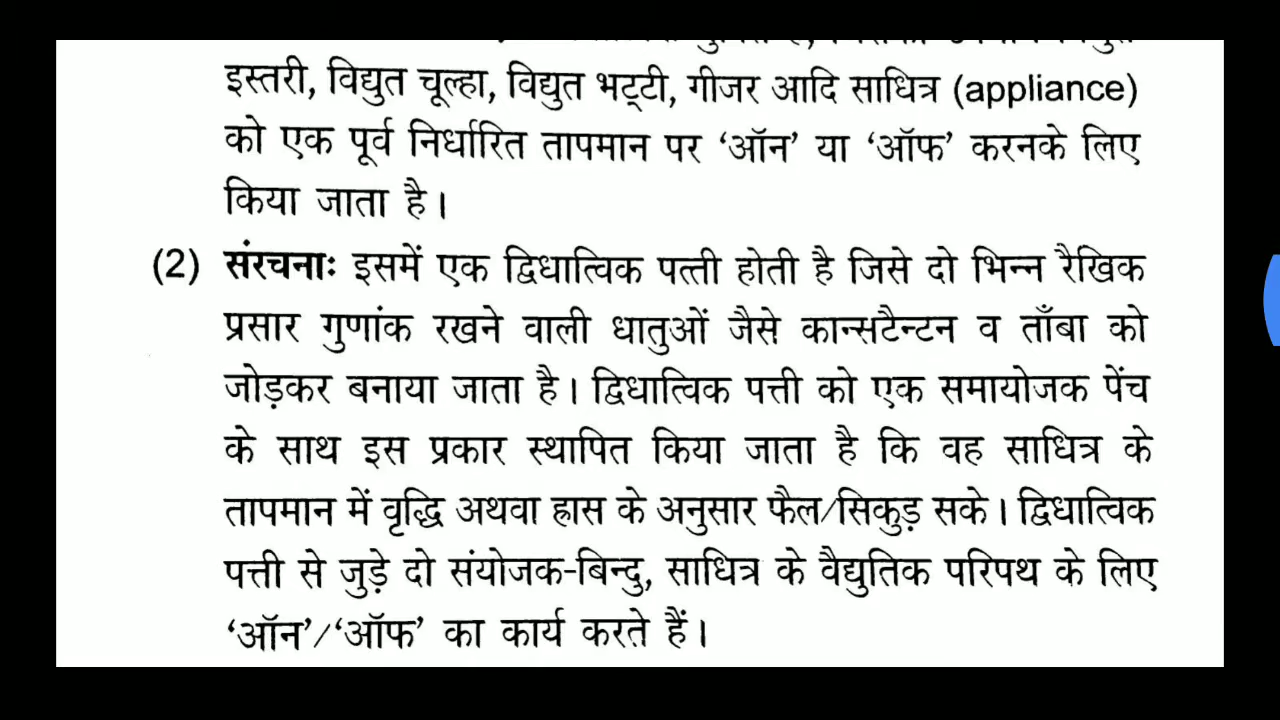 इस्तरी, विद्युत चूल्हा, विद्युत भट्टी, गीजर आदि साधित्र (appliance)
को एक पूर्व निर्धारित तापमान पर ‘ऑन’ या ‘ऑफ’ करनके लिए
किया जाता है।
(2) संरचनाः इसमें एक द्विधात्विक पत्ती होती है जिसे दो भिन्न रैखिक
प्रसार गुणांक रखने वाली धातुओं जैसे कान्सटैन्टन व ताँबा को
जोड़कर बनाया जाता है। द्विधात्विक पत्ती को एक समायोजक पेंच
के साथ इस प्रकार स्थापित किया जाता है कि वह साधित्र के
तापमान में वृद्धि अथवा ह्रास के अनुसार फैल/सिकुड़ सके। द्विधात्विक
पत्ती से जुड़े दो संयोजक-बिन्दु, साधित्र के वैद्युतिक परिपथ के लिए
‘ऑन’/‘ऑफ’ का कार्य करते हैं।